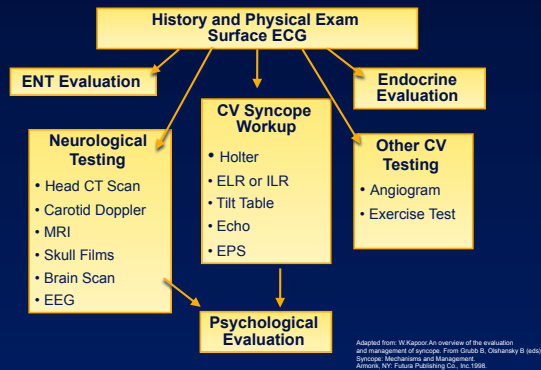 History and Physical Exam
Surface ECG
ENT Evaluation
Endocrine
Evaluation
CV Syncope
Workup
• Holter
• ELR or ILR
• Tilt Table
• Echo
• EPS
Neurological
Testing
• Head CT Scan
• Carotid Doppler
• MRI
• Skull Films
• Brain Scan
• EEG
Other CV
Testing
• Angiogram
• Exercise Test
Psychological
Evaluation
Adapted from: W.Kapoor.An overview of the evaluation
and management of syncope. From Grubb B, Olshansky B (eds)
Syncope: Mechanisms and Management.
Armonk, NY: Futura Publishing Co., Inc.1998.